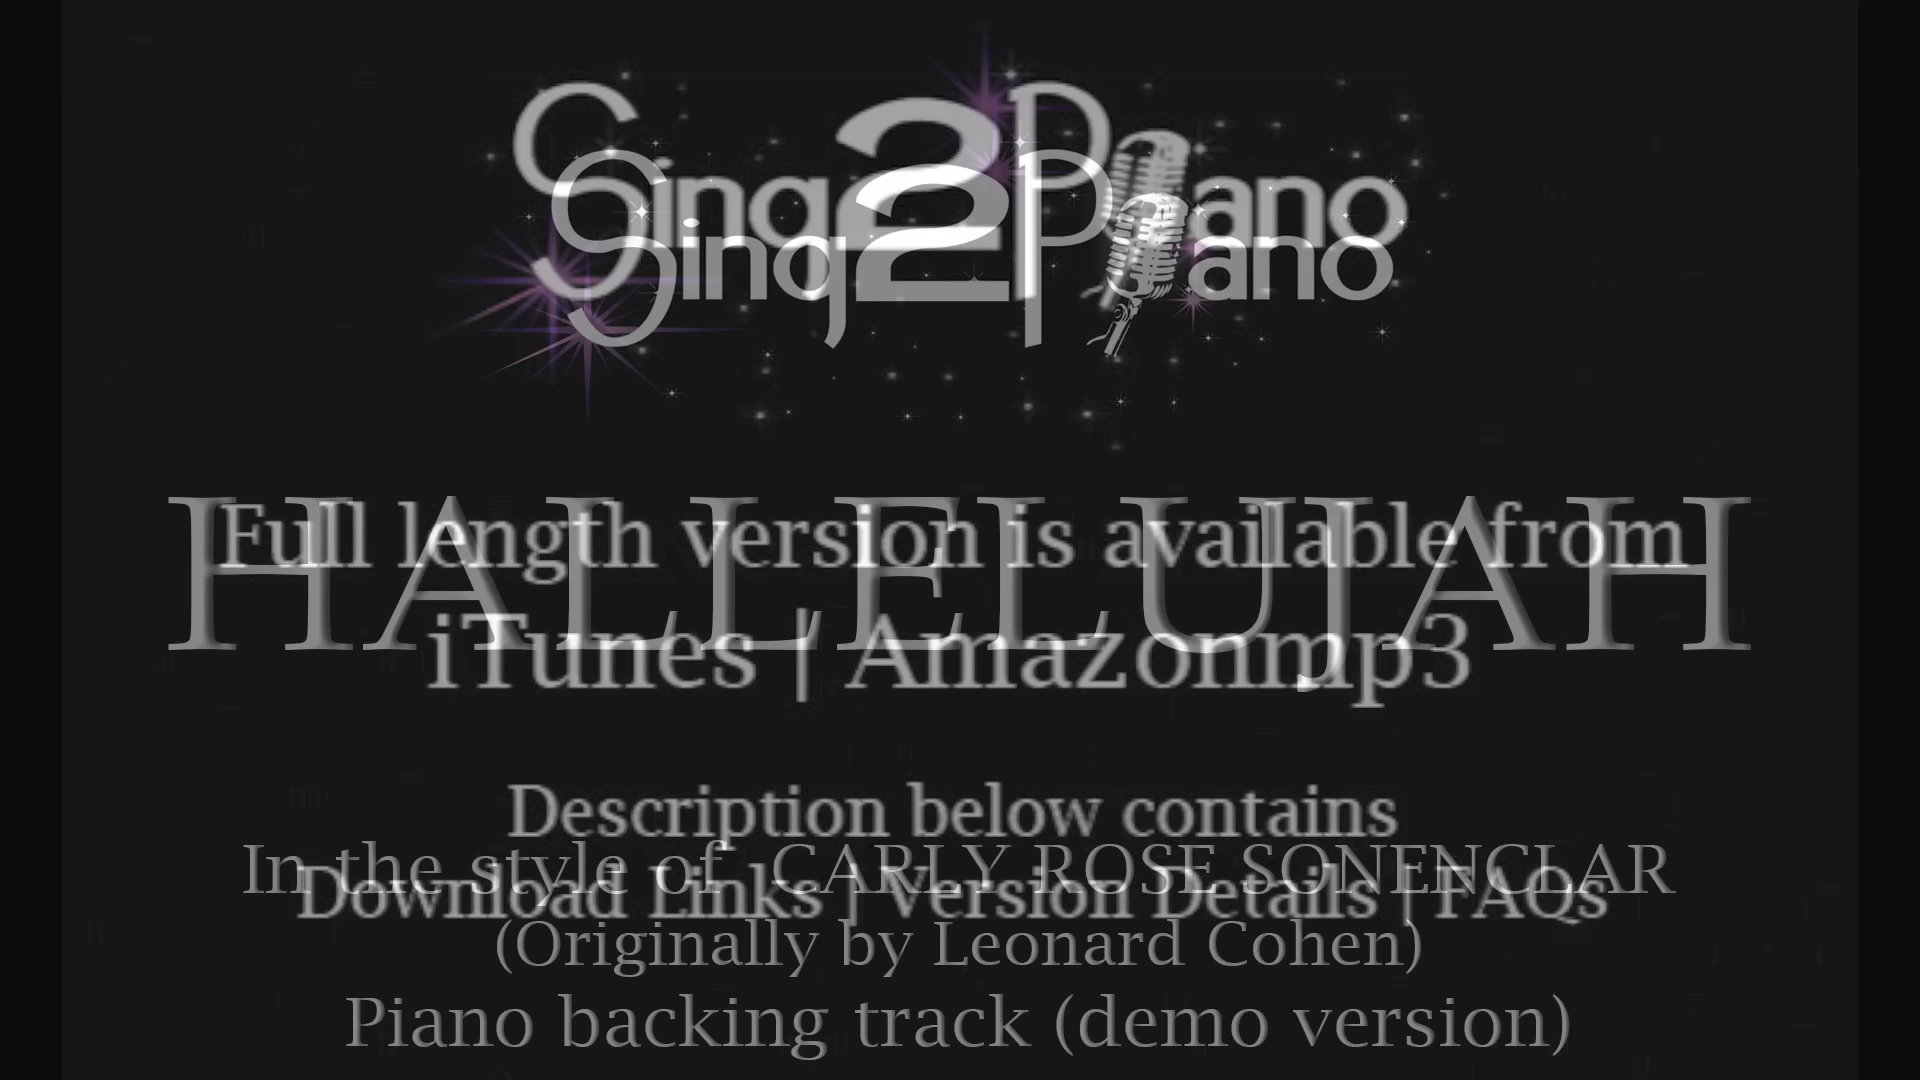 Sing2Piano
Sing2Piano
HALLELUJAH
Full length version is available from
iTunes | Amazonmp3
Description below contains
In the style of CARLY ROSE SONENCLAR
Download Links | Version Details | FAQs
(Originally by Leonard Cohen)
Piano backing track (demo version)